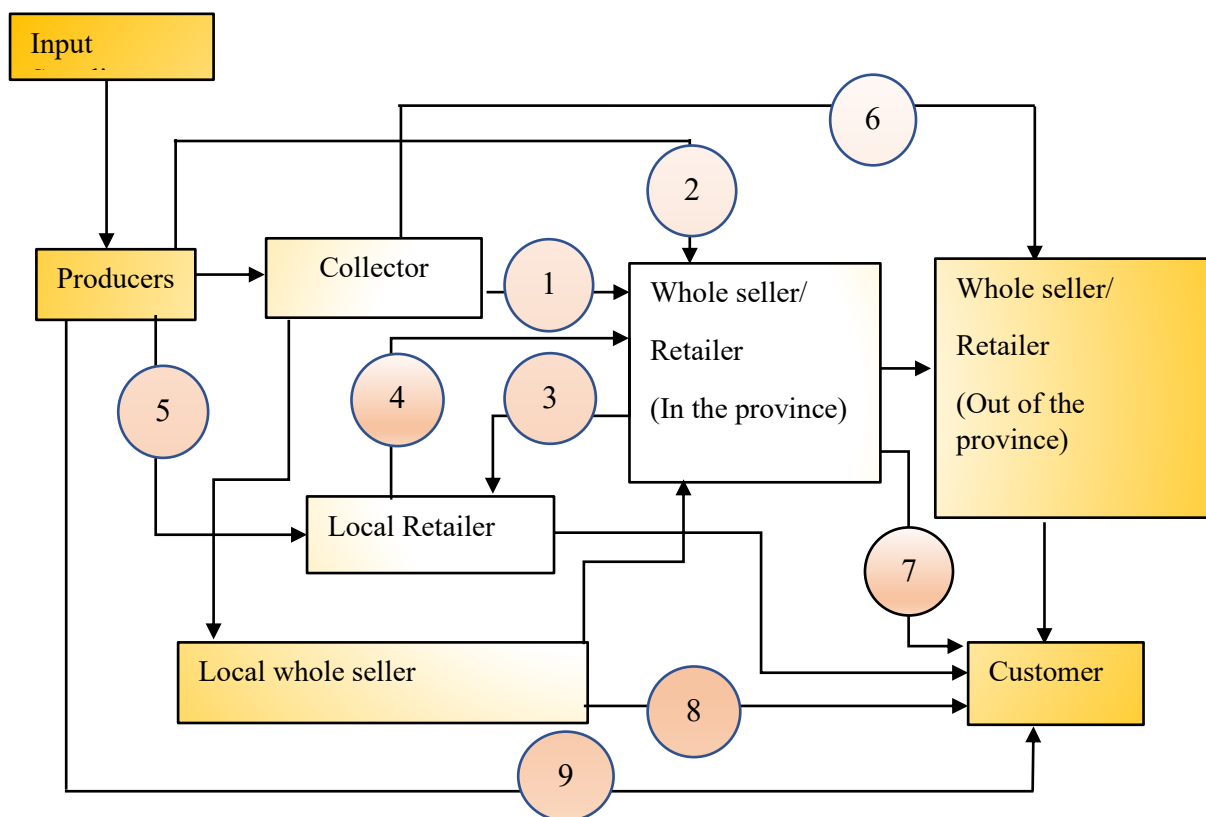 Input
6
2
Producers
Collector
1
Whole seller/
Retailer
(In the province)
Whole seller/
Retailer
(Out of the
province)
5
4
3
Local Retailer
7
Local whole seller
Customer
8
9